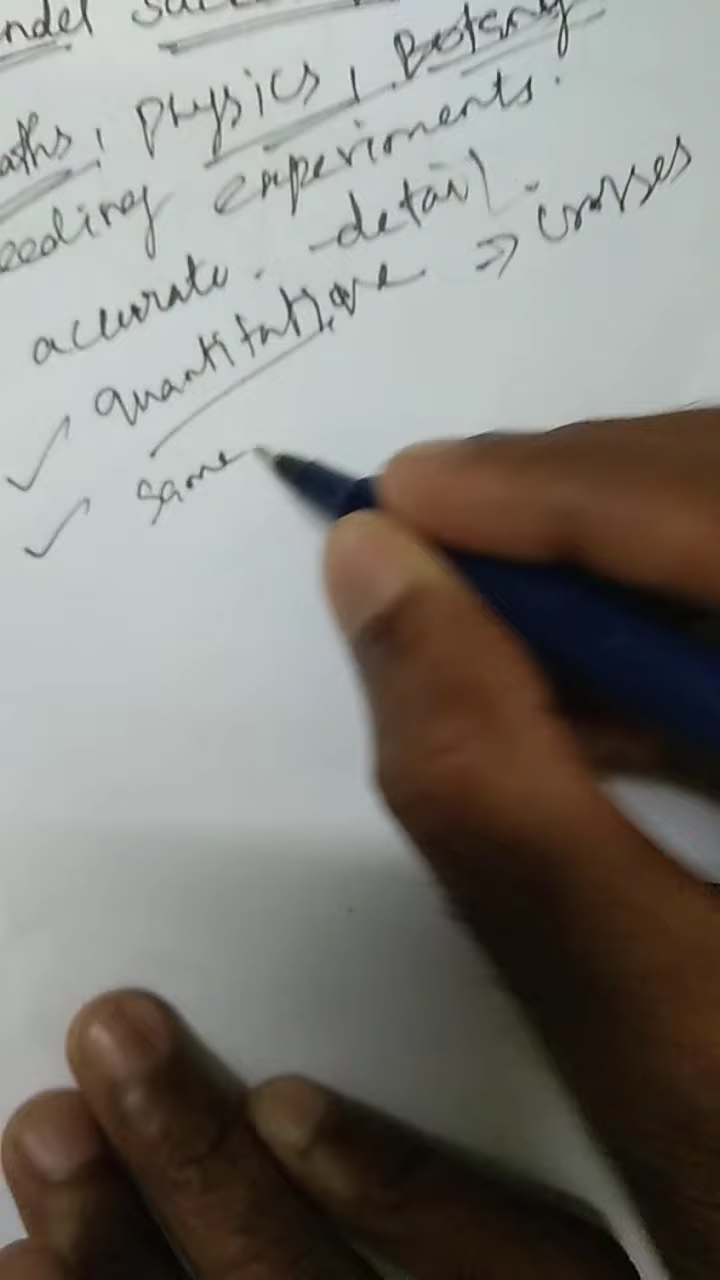 ndel
aths, Physics, Botany
eeding experiments.
accurate. detail.
✓ quantitative ⇒ crosses
✓ same